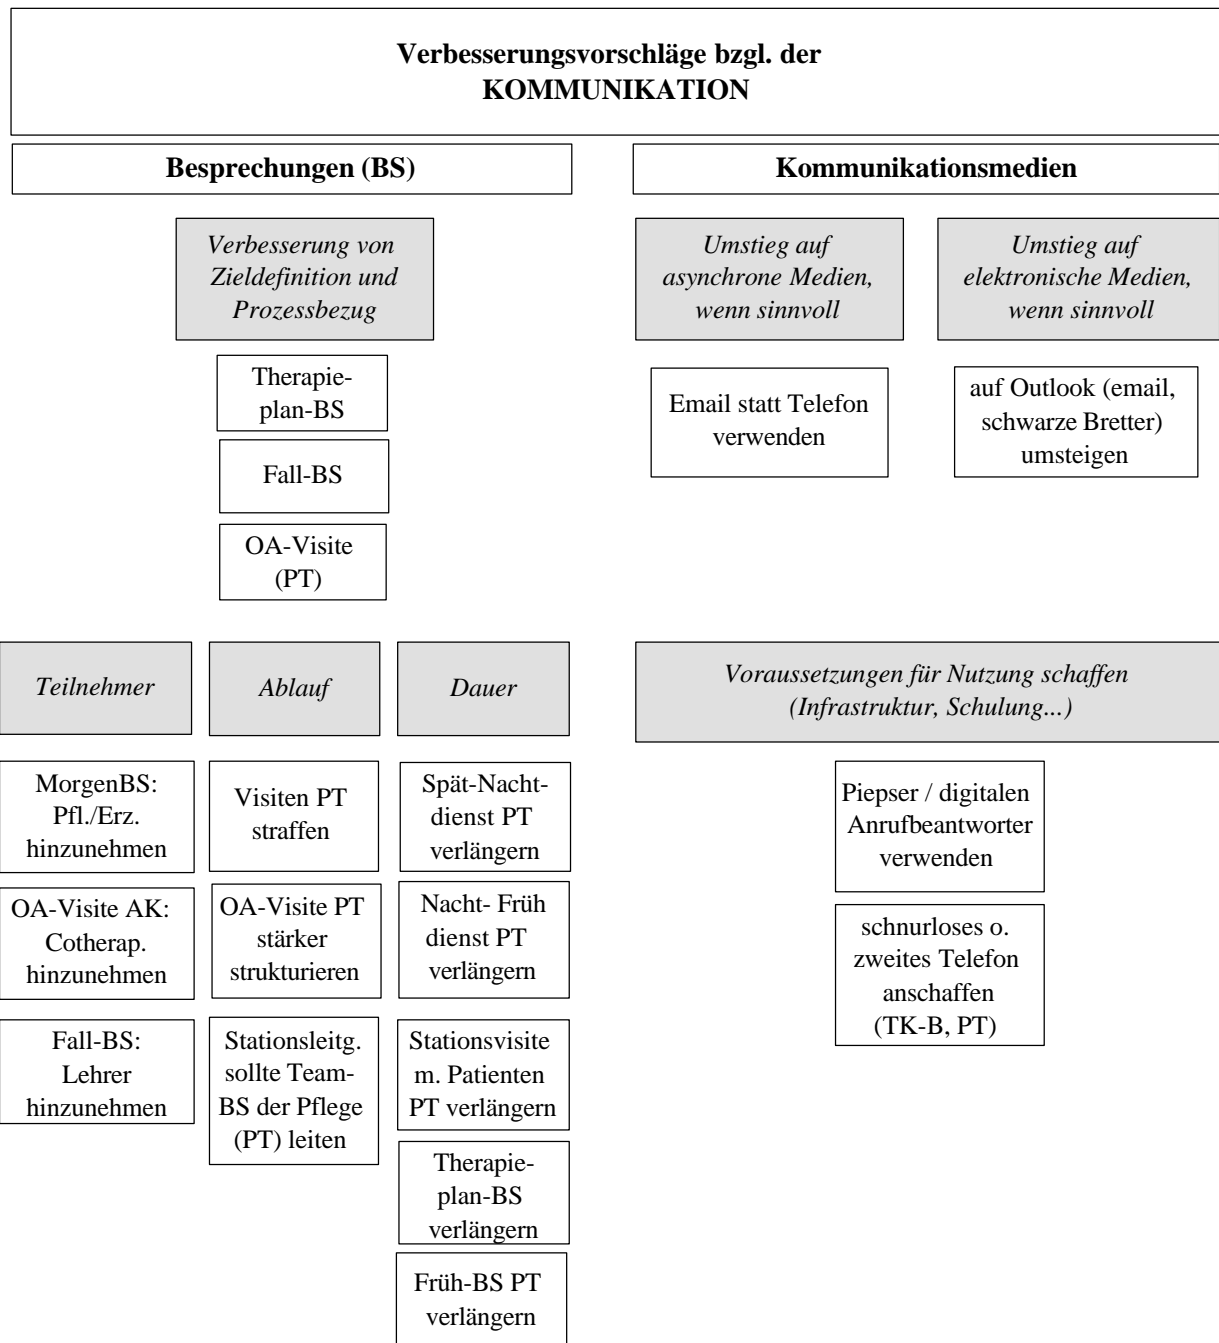 Verbesserungsvorschläge bzgl. der
KOMMUNIKATION
Besprechungen (BS)
Verbesserung von
Zieldefinition und
Prozessbezug
Therapie-
plan-BS
Fall-BS
OA-Visite
(PT)
Teilnehmer
MorgenBS:
Pfl./Erz.
hinzunehmen
OA-Visite AK:
Cotherap.
hinzunehmen
Fall-BS:
Lehrer
hinzunehmen
Ablauf
Visiten PT
straffen
OA-Visite PT
stärker
strukturieren
Stationsleitg.
sollte Team-
BS der Pflege
(PT) leiten
Dauer
Spät-Nacht-
dienst PT
verlängern
Nacht- Früh
dienst PT
verlängern
Stationsvisite
m. Patienten
PT verlängern
Therapie-
plan-BS
verlängern
Früh-BS PT
verlängern
Kommunikationsmedien
Umstieg auf
asynchrone Medien,
wenn sinnvoll
Email statt Telefon
verwenden
Umstieg auf
elektronische Medien,
wenn sinnvoll
auf Outlook (email,
schwarze Bretter)
umsteigen
Voraussetzungen für Nutzung schaffen
(Infrastruktur, Schulung...)
Piepser / digitalen
Anrufbeantworter
verwenden
schnurloses o.
zweites Telefon
anschaffen
(TK-B, PT)